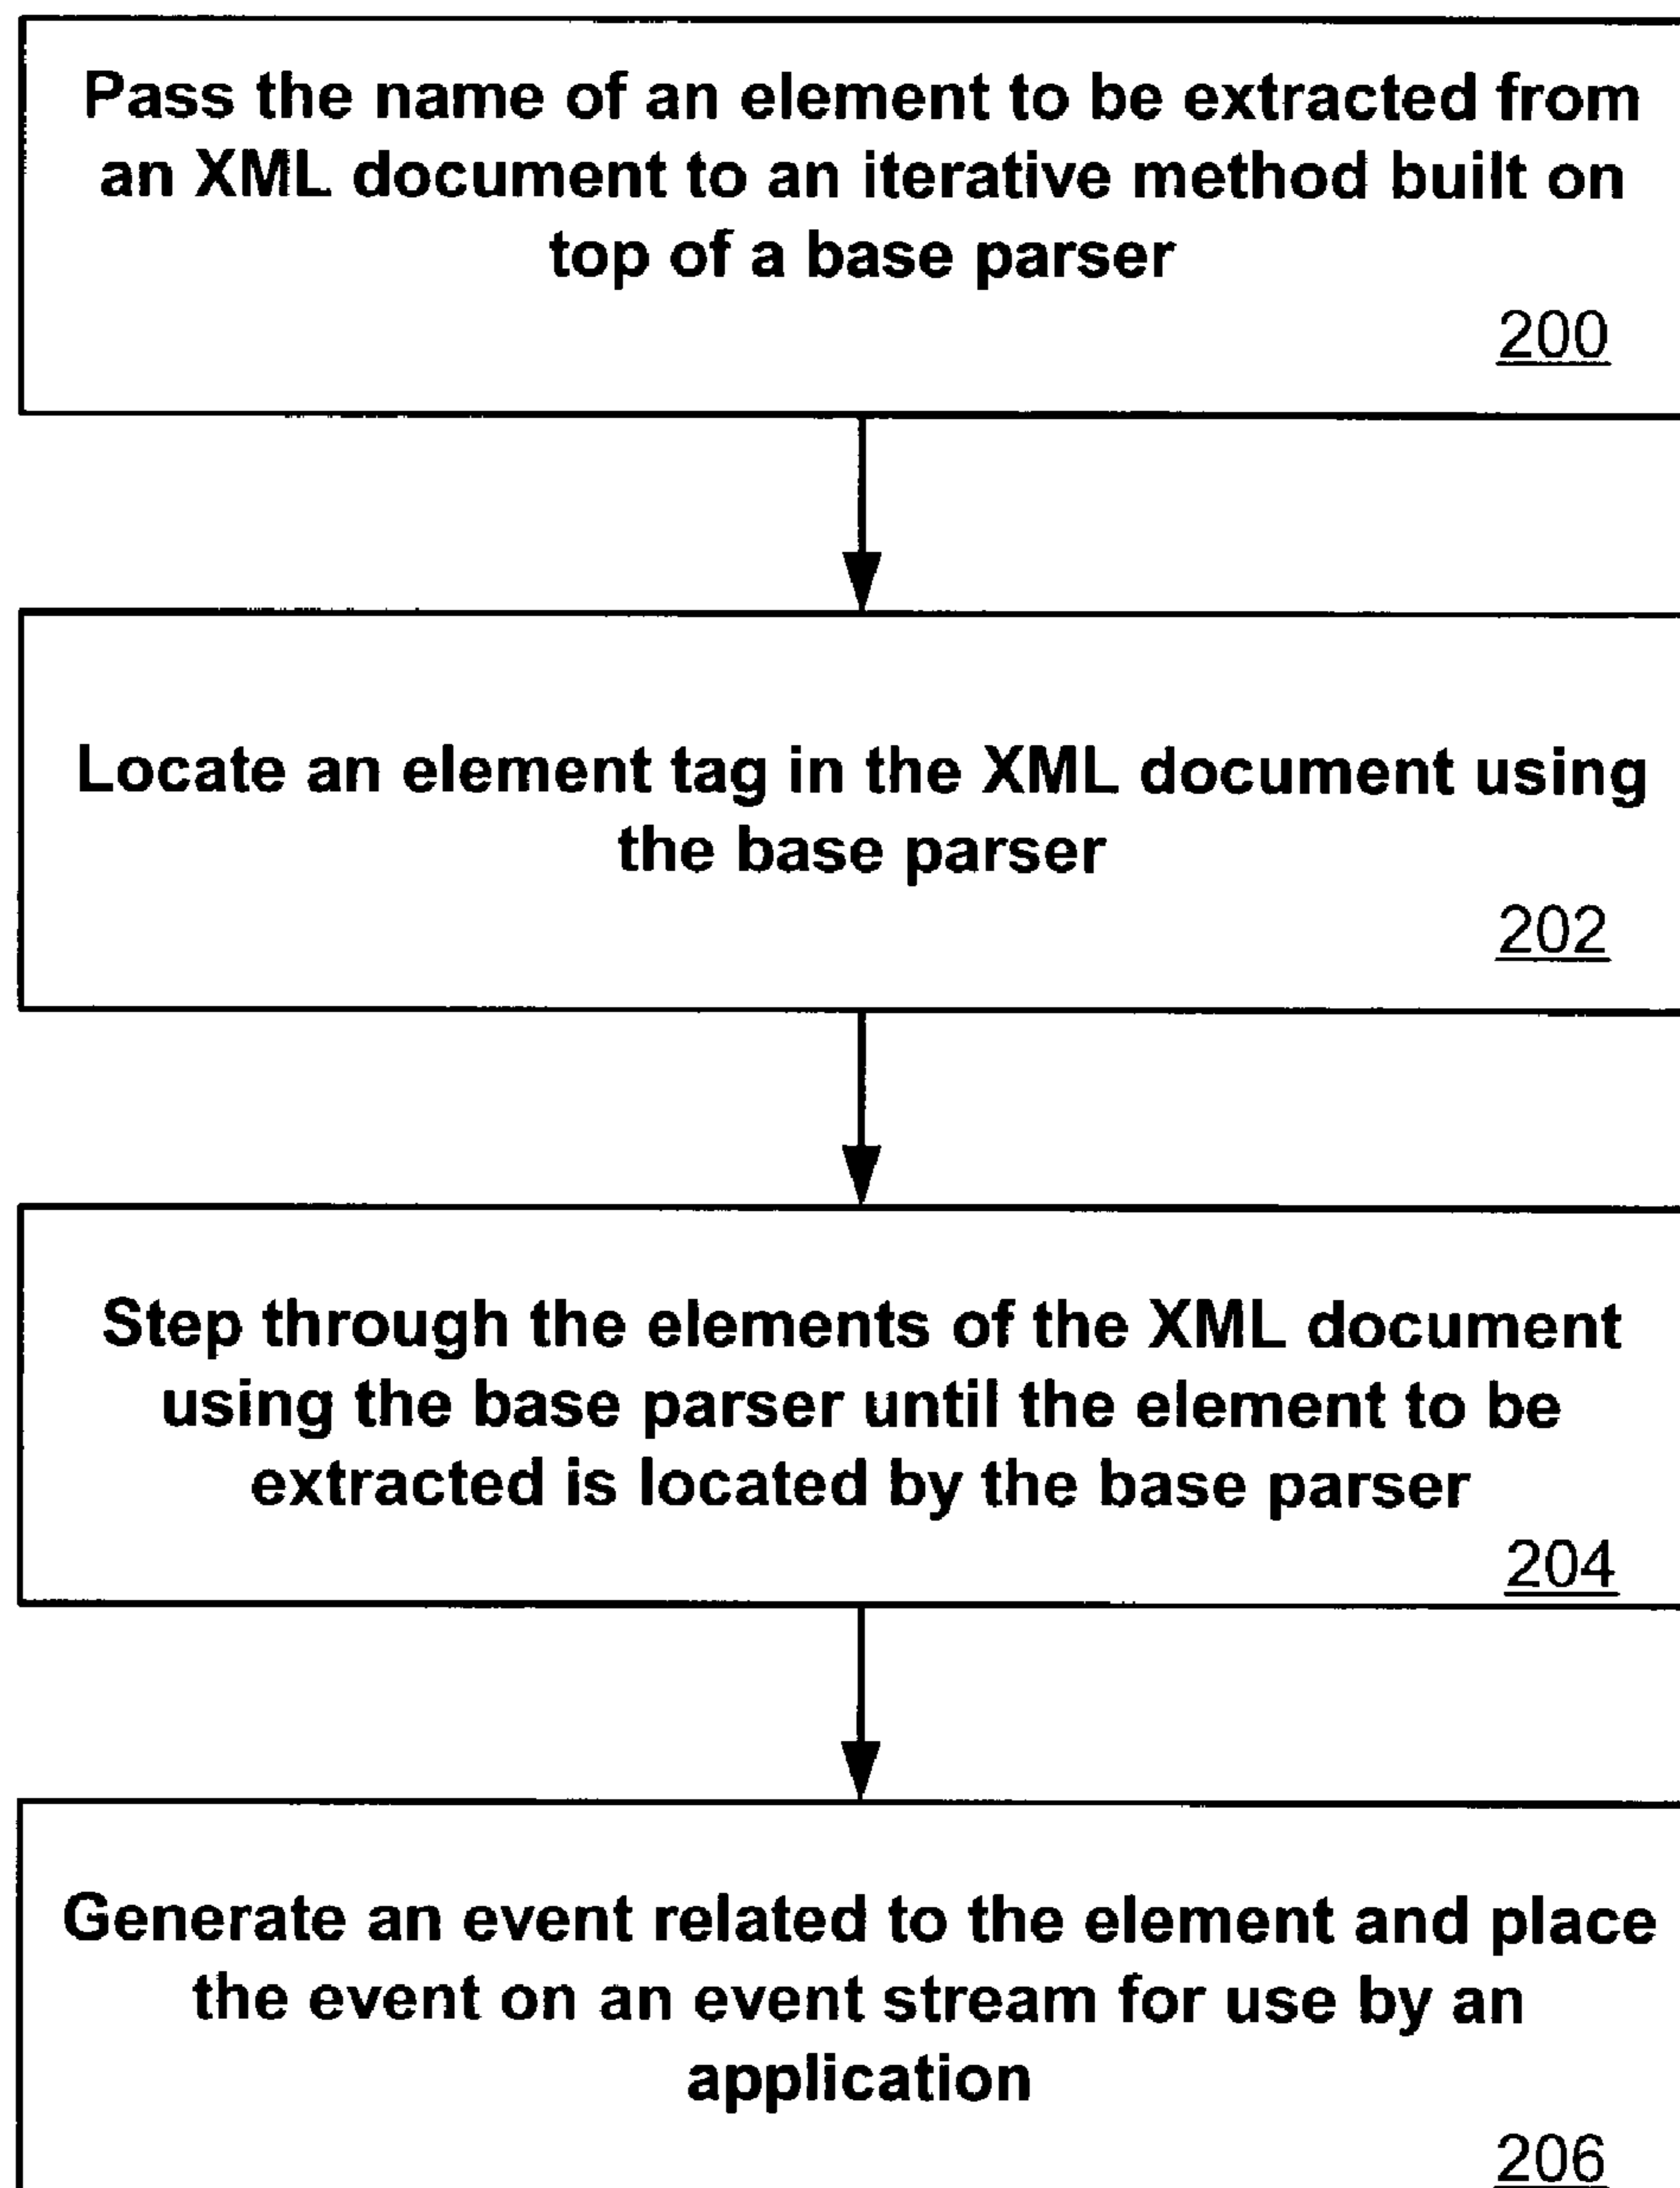 Pass the name of an element to be extracted from
an XML document to an iterative method built on
top of a base parser
200
Locate an element tag in the XML document using
the base parser
202
Step through the elements of the XML document
using the base parser until the element to be
extracted is located by the base parser
204
Generate an event related to the element and place
the event on an event stream for use by an
application
206